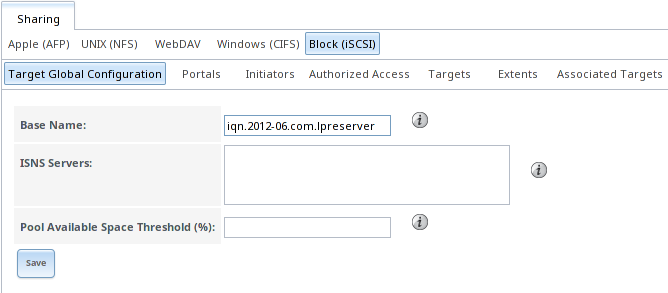 Sharing
Apple (AFP) UNIX (NFS) WebDAV Windows (CIFS) Block (iSCSI)
Target Global Configuration Portals Initiators Authorized Access Targets Extents Associated Targets
Base Name: iqn.2012-06.com.lpreserver
ISNS Servers:
Pool Available Space Threshold (%):
Save